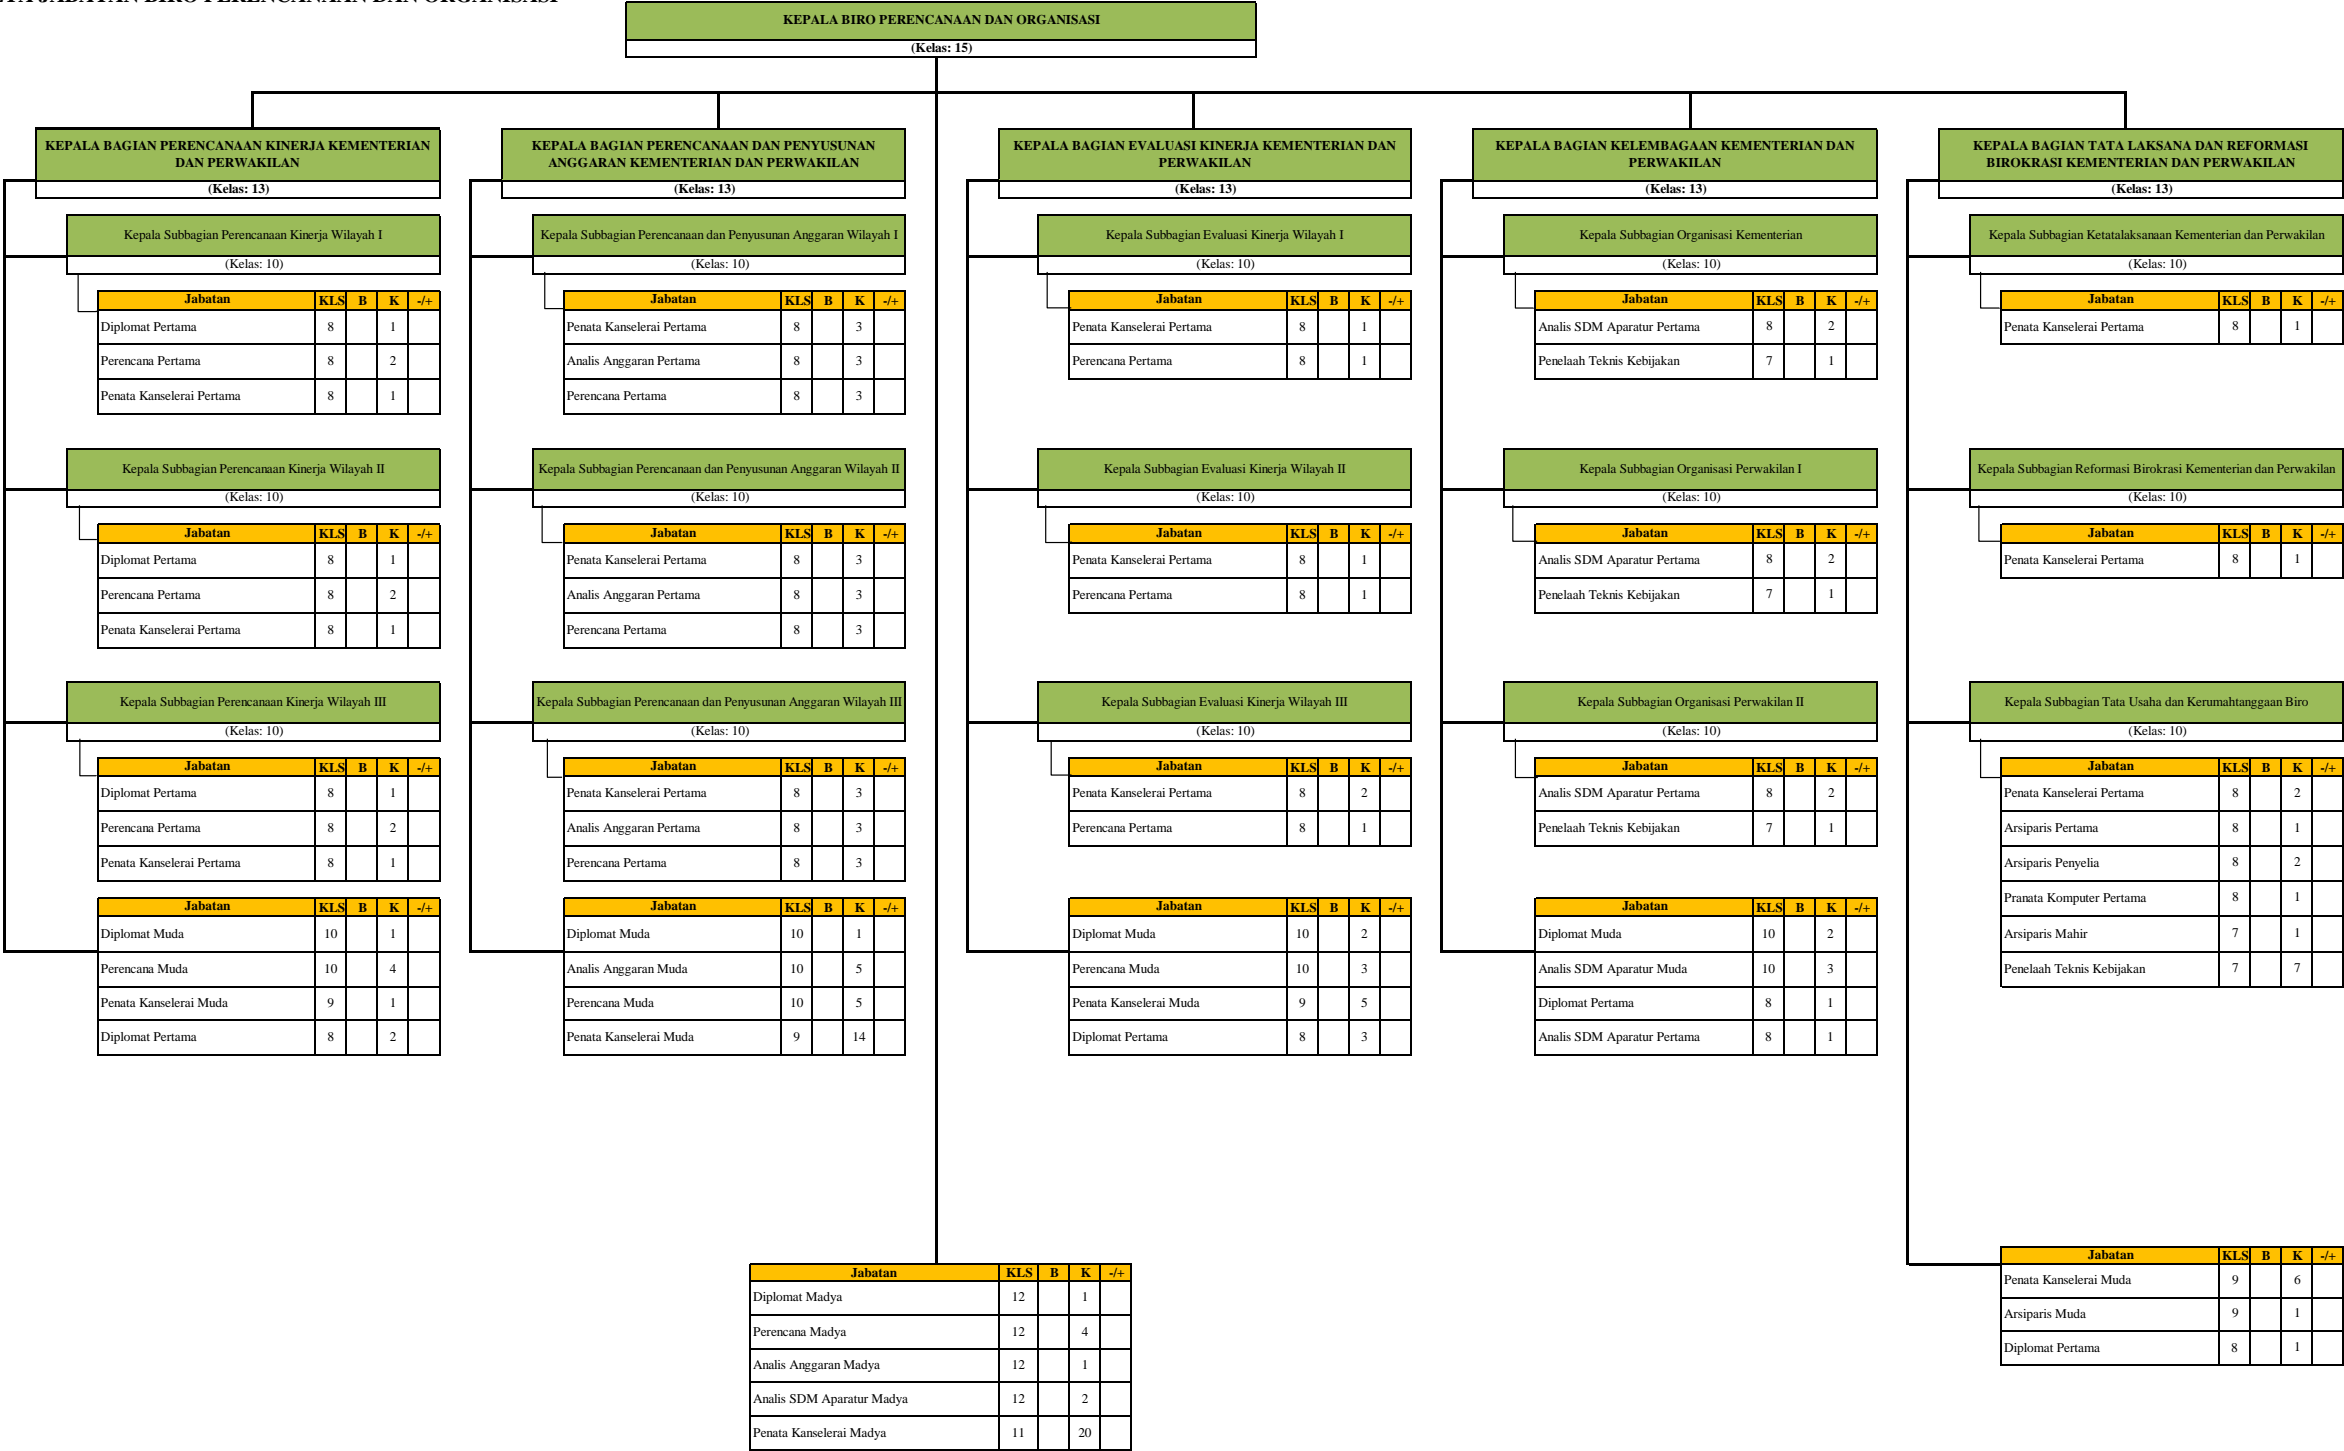 JABATAN BIRO PERENCANAAN DAN ORGANISASI
KEPALA BIRO PERENCANAAN DAN ORGANISASI
(Kelas: 15)
KEPALA BAGIAN PERENCANAAN KINERJA KEMENTERIAN
DAN PERWAKILAN
(Kelas: 13)
Kepala Subbagian Perencanaan Kinerja Wilayah I
(Kelas: 10)
Jabatan KLS B K -/+
Diplomat Pertama 8 1
Perencana Pertama 8 2
Penata Kanselerai Pertama 8 1
Kepala Subbagian Perencanaan Kinerja Wilayah II
(Kelas: 10)
Jabatan KLS B K -/+
Diplomat Pertama 8 1
Perencana Pertama 8 2
Penata Kanselerai Pertama 8 1
Kepala Subbagian Perencanaan Kinerja Wilayah III
(Kelas: 10)
Jabatan KLS B K -/+
Diplomat Pertama 8 1
Perencana Pertama 8 2
Penata Kanselerai Pertama 8 1
Jabatan KLS B K -/+
Diplomat Muda 10 1
Perencana Muda 10 4
Penata Kanselerai Muda 9 1
Diplomat Pertama 8 2
KEPALA BAGIAN PERENCANAAN DAN PENYUSUNAN
ANGGARAN KEMENTERIAN DAN PERWAKILAN
(Kelas: 13)
Kepala Subbagian Perencanaan dan Penyusunan Anggaran Wilayah I
(Kelas: 10)
Jabatan KLS B K -/+
Penata Kanselerai Pertama 8 3
Analis Anggaran Pertama 8 3
Perencana Pertama 8 3
Kepala Subbagian Perencanaan dan Penyusunan Anggaran Wilayah II
(Kelas: 10)
Jabatan KLS B K -/+
Penata Kanselerai Pertama 8 3
Analis Anggaran Pertama 8 3
Perencana Pertama 8 3
Kepala Subbagian Perencanaan dan Penyusunan Anggaran Wilayah III
(Kelas: 10)
Jabatan KLS B K -/+
Penata Kanselerai Pertama 8 3
Analis Anggaran Pertama 8 3
Perencana Pertama 8 3
Jabatan KLS B K -/+
Diplomat Muda 10 1
Analis Anggaran Muda 10 5
Perencana Muda 10 5
Penata Kanselerai Muda 9 14
KEPALA BAGIAN EVALUASI KINERJA KEMENTERIAN DAN
PERWAKILAN
(Kelas: 13)
Kepala Subbagian Evaluasi Kinerja Wilayah I
(Kelas: 10)
Jabatan KLS B K -/+
Penata Kanselerai Pertama 8 1
Perencana Pertama 8 1
Kepala Subbagian Evaluasi Kinerja Wilayah II
(Kelas: 10)
Jabatan KLS B K -/+
Penata Kanselerai Pertama 8 1
Perencana Pertama 8 1
Kepala Subbagian Evaluasi Kinerja Wilayah III
(Kelas: 10)
Jabatan KLS B K -/+
Penata Kanselerai Pertama 8 2
Perencana Pertama 8 1
Jabatan KLS B K -/+
Diplomat Muda 10 2
Perencana Muda 10 3
Penata Kanselerai Muda 9 5
Diplomat Pertama 8 3
KEPALA BAGIAN KELEMBAGAAN KEMENTERIAN DAN
PERWAKILAN
(Kelas: 13)
Kepala Subbagian Organisasi Kementerian
(Kelas: 10)
Jabatan KLS B K -/+
Analis SDM Aparatur Pertama 8 2
Penelaah Teknis Kebijakan 7 1
Kepala Subbagian Organisasi Perwakilan I
(Kelas: 10)
Jabatan KLS B K -/+
Analis SDM Aparatur Pertama 8 2
Penelaah Teknis Kebijakan 7 1
Kepala Subbagian Organisasi Perwakilan II
(Kelas: 10)
Jabatan KLS B K -/+
Analis SDM Aparatur Pertama 8 2
Penelaah Teknis Kebijakan 7 1
Jabatan KLS B K -/+
Diplomat Muda 10 2
Analis SDM Aparatur Muda 10 3
Diplomat Pertama 8 1
Analis SDM Aparatur Pertama 8 1
KEPALA BAGIAN TATA LAKSANA DAN REFORMASI
BIROKRASI KEMENTERIAN DAN PERWAKILAN
(Kelas: 13)
Kepala Subbagian Ketatalaksanaan Kementerian dan Perwakilan
(Kelas: 10)
Jabatan KLS B K -/+
Penata Kanselerai Pertama 8 1
Kepala Subbagian Reformasi Birokrasi Kementerian dan Perwakilan
(Kelas: 10)
Jabatan KLS B K -/+
Penata Kanselerai Pertama 8 1
Kepala Subbagian Tata Usaha dan Kerumahtanggaan Biro
(Kelas: 10)
Jabatan KLS B K -/+
Penata Kanselerai Pertama 8 2
Arsiparis Pertama 8 1
Arsiparis Penyelia 8 2
Pranata Komputer Pertama 8 1
Arsiparis Mahir 7 1
Penelaah Teknis Kebijakan 7 7
Jabatan KLS B K -/+
Penata Kanselerai Muda 9 6
Arsiparis Muda 9 1
Diplomat Pertama 8 1
Jabatan KLS B K -/+
Diplomat Madya 12 1
Perencana Madya 12 4
Analis Anggaran Madya 12 1
Analis SDM Aparatur Madya 12 2
Penata Kanselerai Madya 11 20